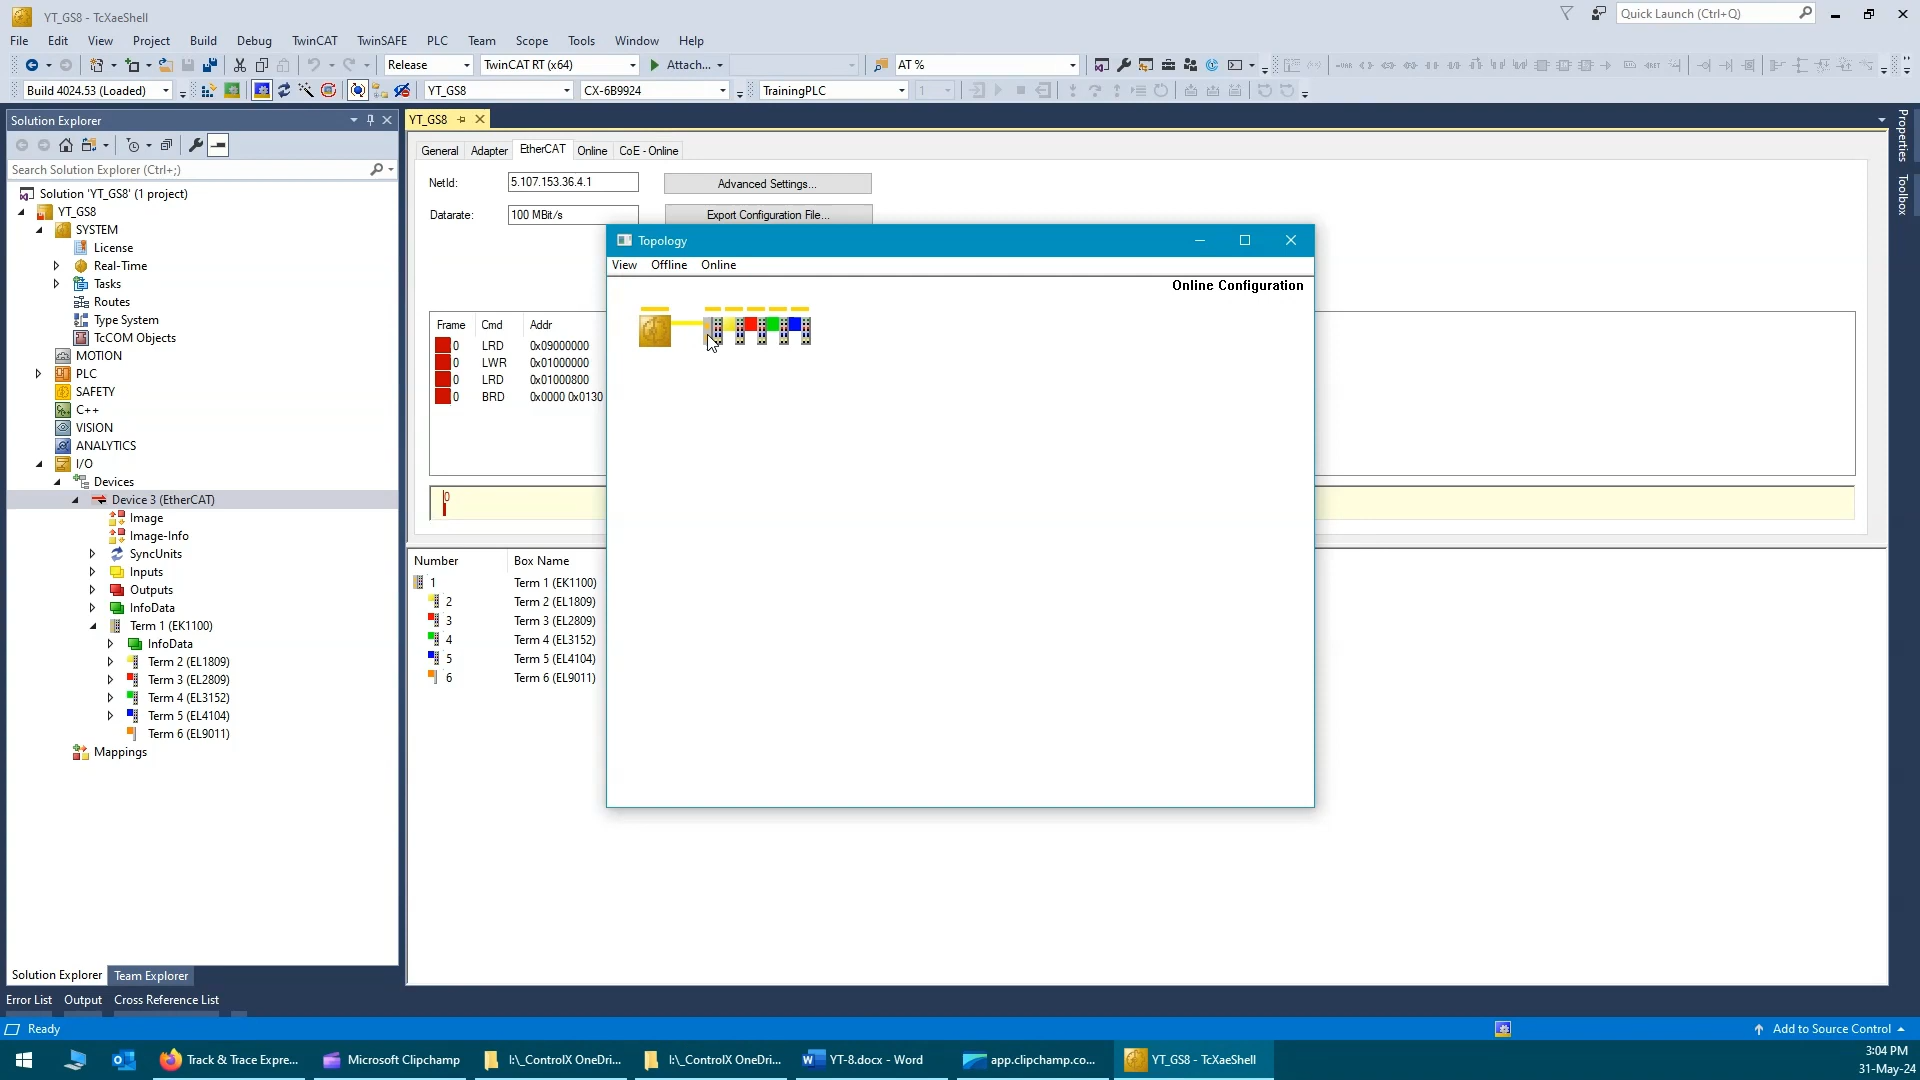 YT_GS8 - TcXaeShell
Quick Launch (Ctrl+Q)
File Edit View Project Build Debug TwinCAT TwinSAFE PLC Team Scope Tools Window Help
Release TwinCAT RT (x64) Attach... AT %
Build 4024.53 (Loaded) YT_GS8 CX-6B9924 TrainingPLC 1
Solution Explorer
Search Solution Explorer (Ctrl+;)
Solution 'YT_GS8' (1 project)
YT_GS8
SYSTEM
License
Real-Time
Tasks
Routes
Type System
TcCOM Objects
MOTION
PLC
SAFETY
C++
VISION
ANALYTICS
I/O
Devices
Device 3 (EtherCAT)
Image
Image-Info
SyncUnits
Inputs
Outputs
InfoData
Term 1 (EK1100)
InfoData
Term 2 (EL1809)
Term 3 (EL2809)
Term 4 (EL3152)
Term 5 (EL4104)
Term 6 (EL9011)
Mappings
Solution Explorer Team Explorer
YT_GS8
General Adapter EtherCAT Online CoE - Online
NetId: 5.107.153.36.4.1 Advanced Settings...
Datarate: 100 MBit/s Export Configuration File...
Frame Cmd Addr
0 LRD 0x09000000
0 LWR 0x01000000
0 LRD 0x01000800
0 BRD 0x0000 0x0130
0
Number Box Name
1 Term 1 (EK1100)
2 Term 2 (EL1809)
3 Term 3 (EL2809)
4 Term 4 (EL3152)
5 Term 5 (EL4104)
6 Term 6 (EL9011)
Topology
View Offline Online
Online Configuration
Properties
Toolbox
Error List Output Cross Reference List
Ready
Add to Source Control
Track & Trace Expre...
Microsoft Clipchamp
I:\_ControlX OneDri...
I:\_ControlX OneDri...
YT-8.docx - Word
app.clipchamp.co...
YT_GS8 - TcXaeShell
3:04 PM
31-May-24